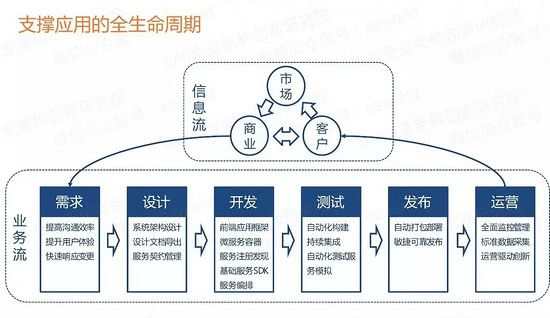 支撑应用的全生命周期
信息流
市场
商业
客户
业务流
需求
提高沟通效率
提升用户体验
快速响应变更
设计
系统架构设计
设计文档导出
服务契约管理
开发
前端应用框架
微服务容器
服务注册发现
基础服务SDK
服务编排
测试
自动化构建
持续集成
自动化测试服
务模拟
发布
自动打包部署
敏捷可靠发布
运营
全面监控管理
标准数据采集
运营驱动创新